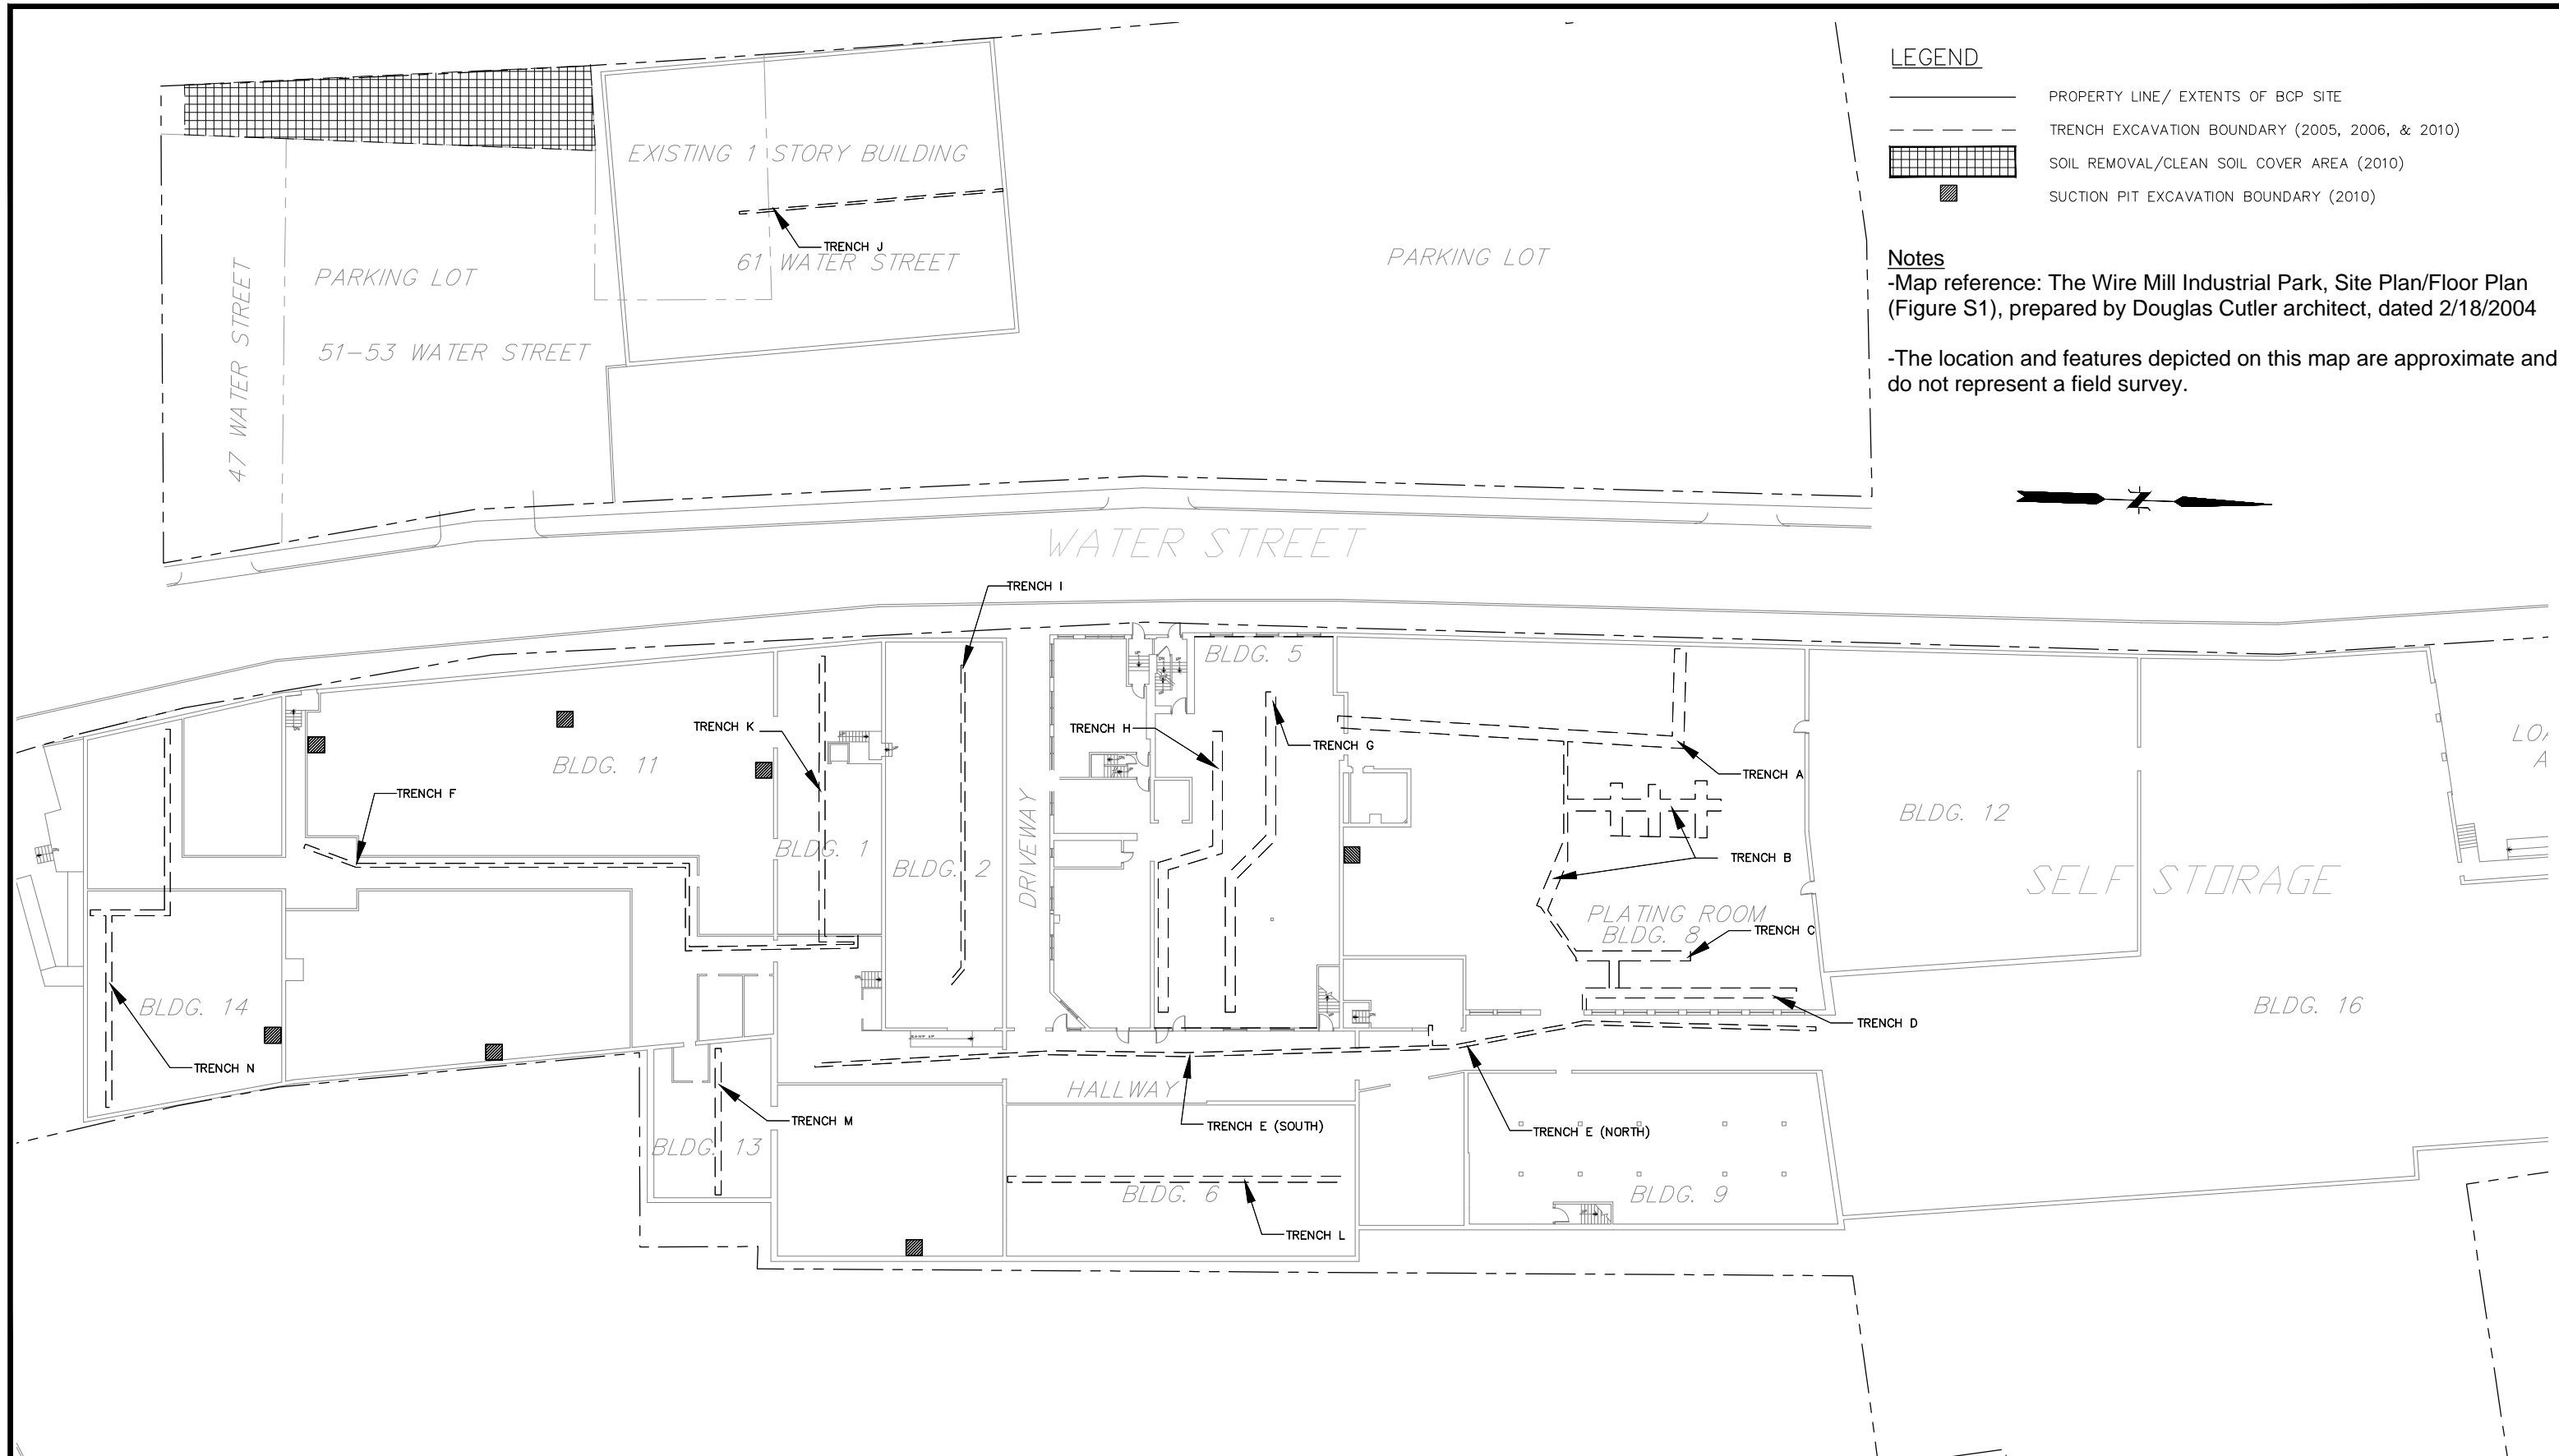 LEGEND
PROPERTY LINE/ EXTENTS OF BCP SITE
TRENCH EXCAVATION BOUNDARY (2005, 2006, & 2010)
SOIL REMOVAL/CLEAN SOIL COVER AREA (2010)
SUCTION PIT EXCAVATION BOUNDARY (2010)
Notes
-Map reference: The Wire Mill Industrial Park, Site Plan/Floor Plan
(Figure S1), prepared by Douglas Cutler architect, dated 2/18/2004
-The location and features depicted on this map are approximate and
do not represent a field survey.
Z
EXISTING 1 STORY BUILDING
TRENCH J
61 WATER STREET
PARKING LOT
PARKING LOT
51-53 WATER STREET
47 WATER STREET
WATER STREET
TRENCH I
BLDG. 5
TRENCH K
TRENCH H
TRENCH G
BLDG. 11
TRENCH A
TRENCH F
BLDG. 12
BLDG. 1
BLDG. 2
DRIVEWAY
TRENCH B
SELF STORAGE
PLATING ROOM
BLDG. 8
TRENCH C
BLDG. 14
BLDG. 16
TRENCH D
TRENCH N
HALLWAY
TRENCH M
TRENCH E (SOUTH)
TRENCH E (NORTH)
BLDG. 13
BLDG. 6
BLDG. 9
TRENCH L
RAMP UP